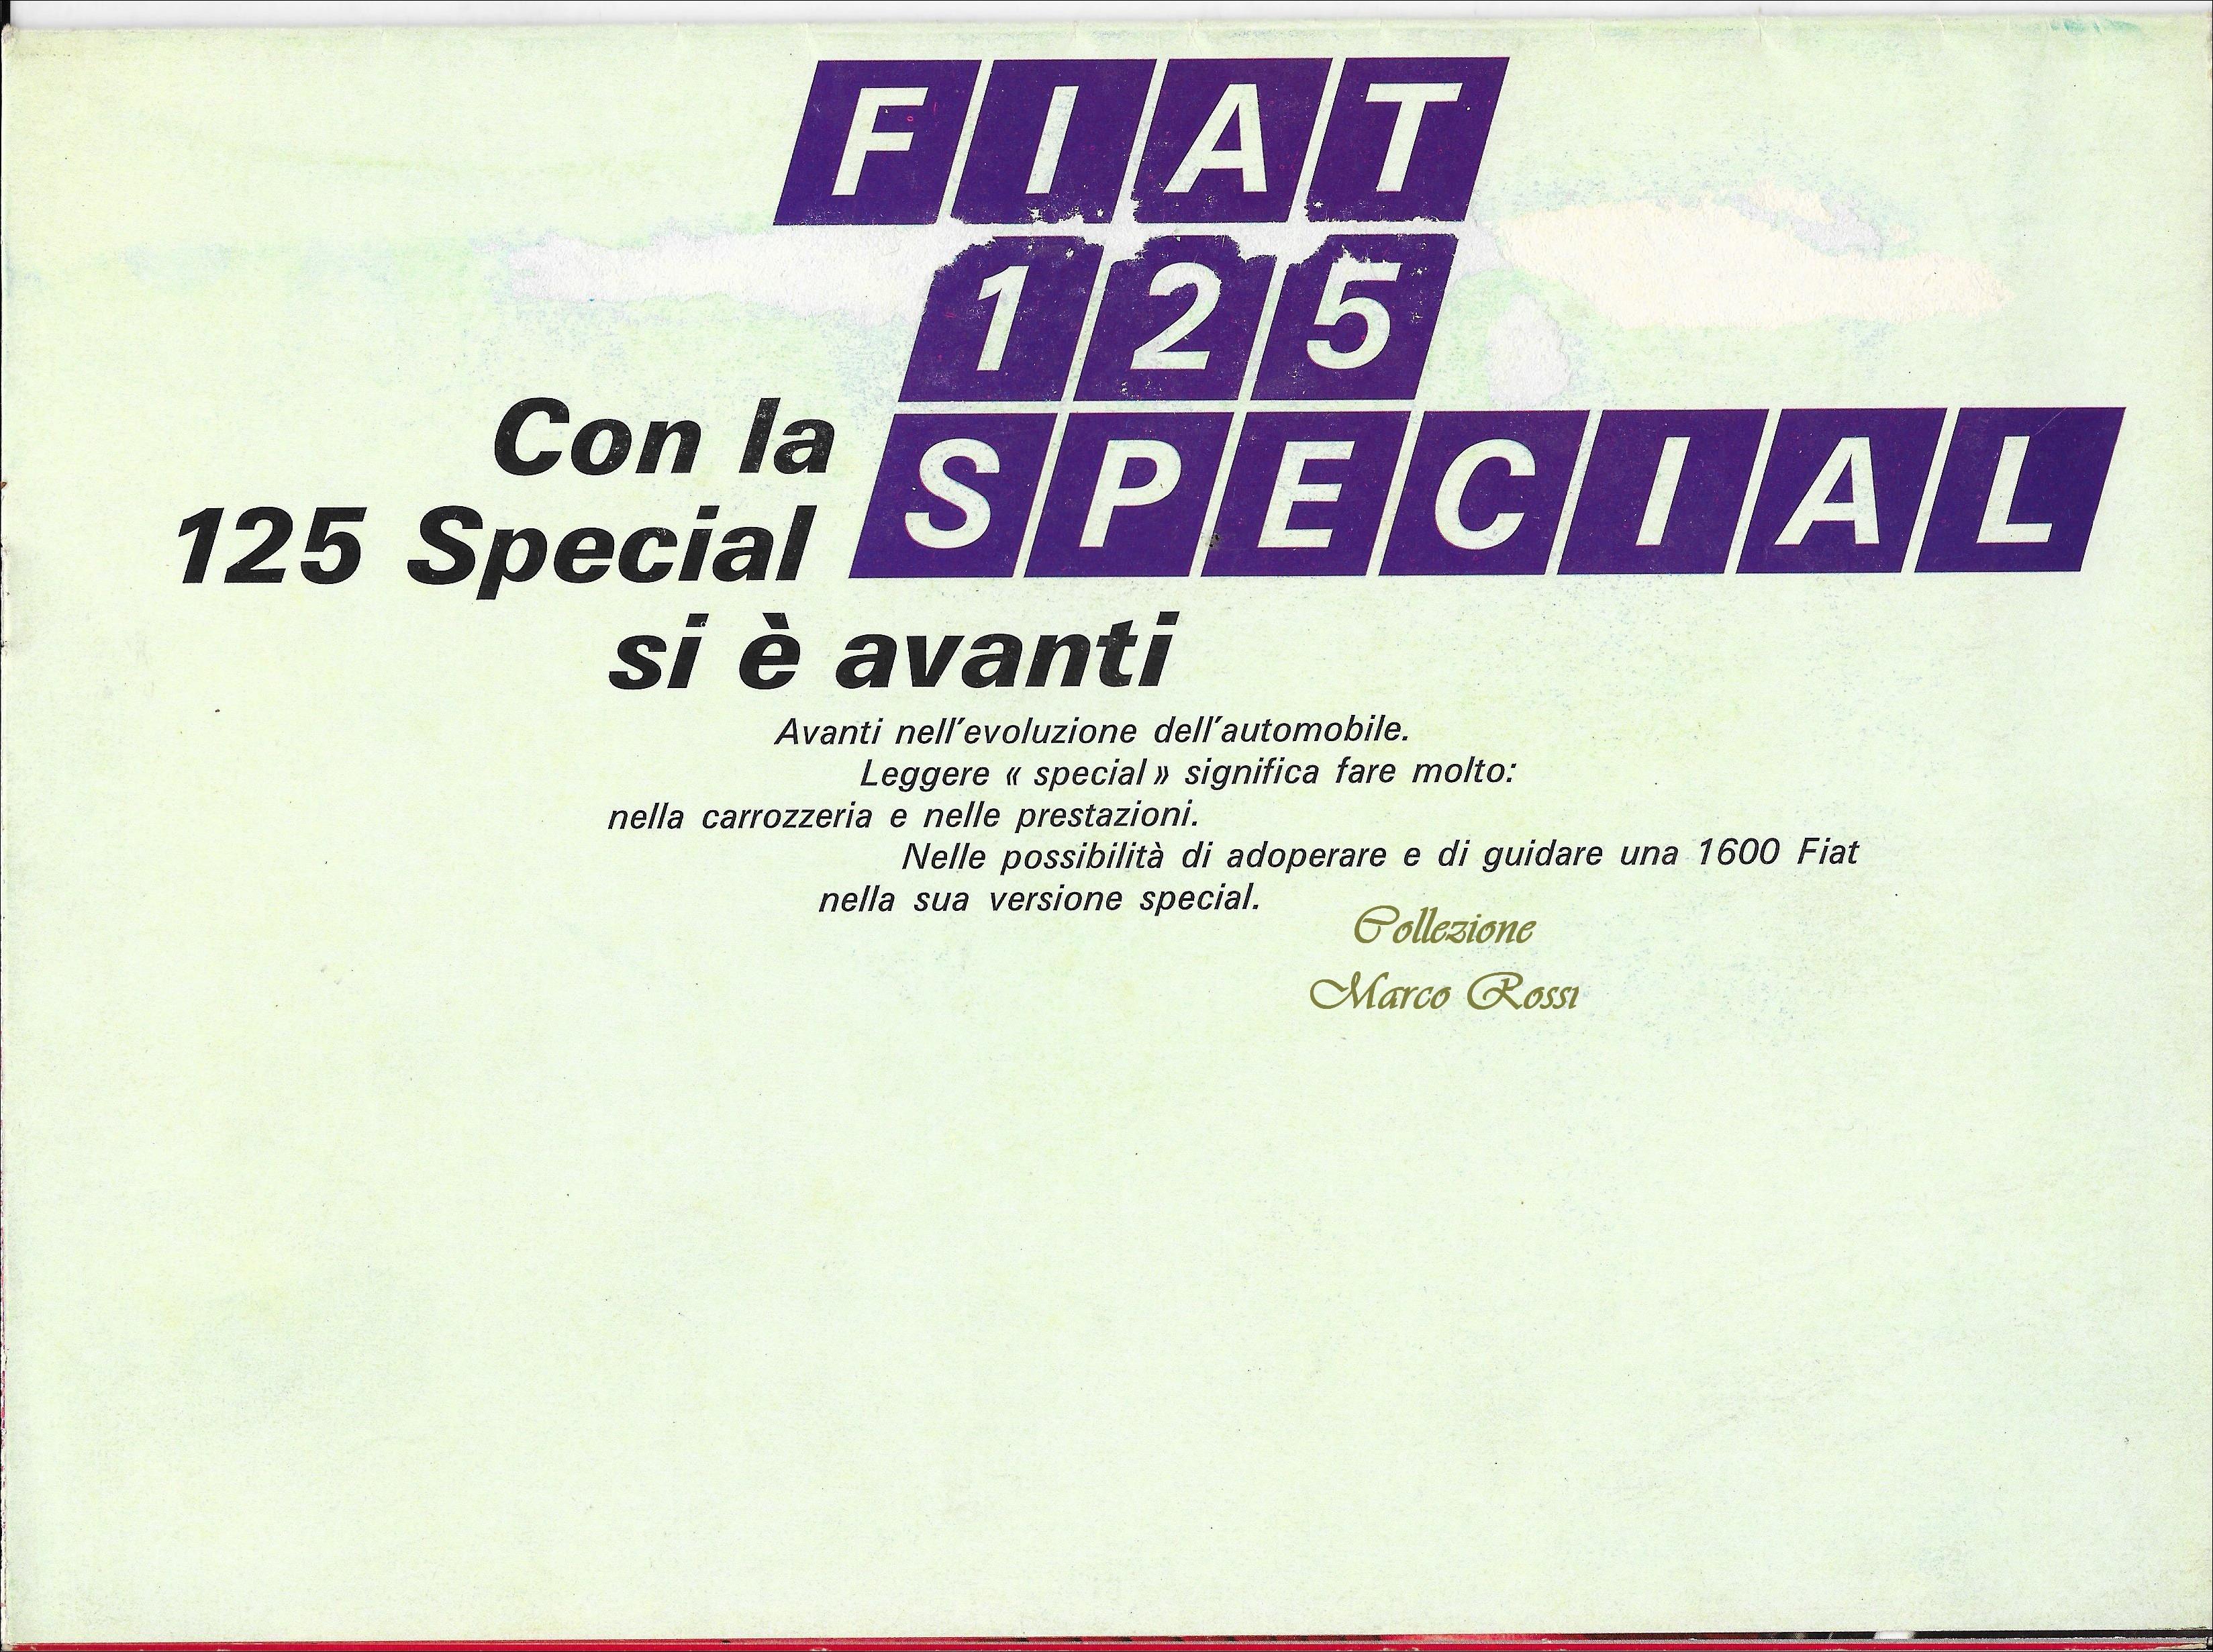 FIAT
125
SPECIAL
Con la
125 Special
si è avanti
Avanti nell'evoluzione dell'automobile.
Leggere « special » significa fare molto:
nella carrozzeria e nelle prestazioni.
Nelle possibilità di adoperare e di guidare una 1600 Fiat
nella sua versione special.
Collezione
Marco Rossi